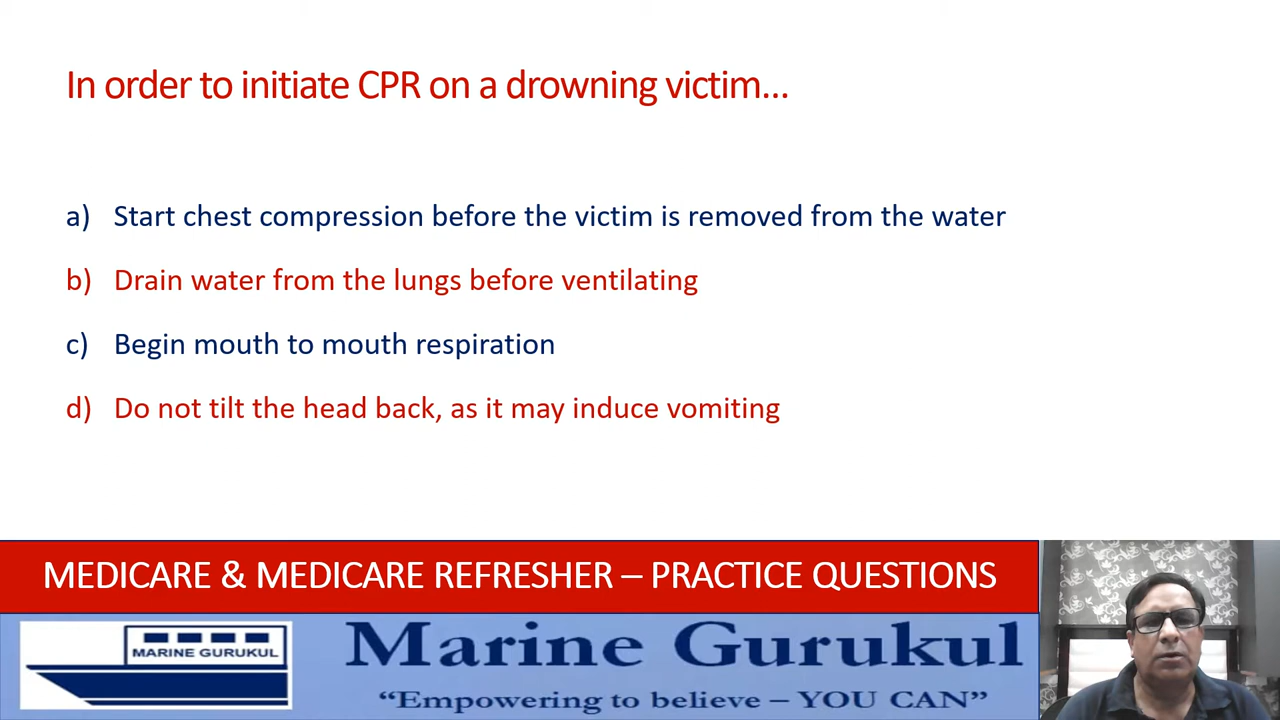 In order to initiate CPR on a drowning victim...
a) Start chest compression before the victim is removed from the water
b) Drain water from the lungs before ventilating
c) Begin mouth to mouth respiration
d) Do not tilt the head back, as it may induce vomiting
MEDICARE & MEDICARE REFRESHER – PRACTICE QUESTIONS
MARINE GURUKUL
Marine Gurukul
“Empowering to believe – YOU CAN”